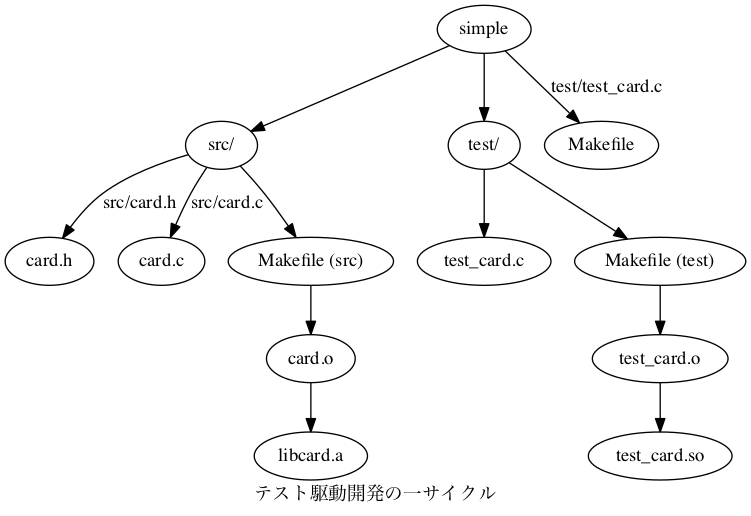 simple
test/test_card.c
src/
test/
Makefile
src/card.h
src/card.c
card.h
card.c
Makefile (src)
test_card.c
Makefile (test)
card.o
test_card.o
libcard.a
test_card.so
テスト駆動開発の一サイクル